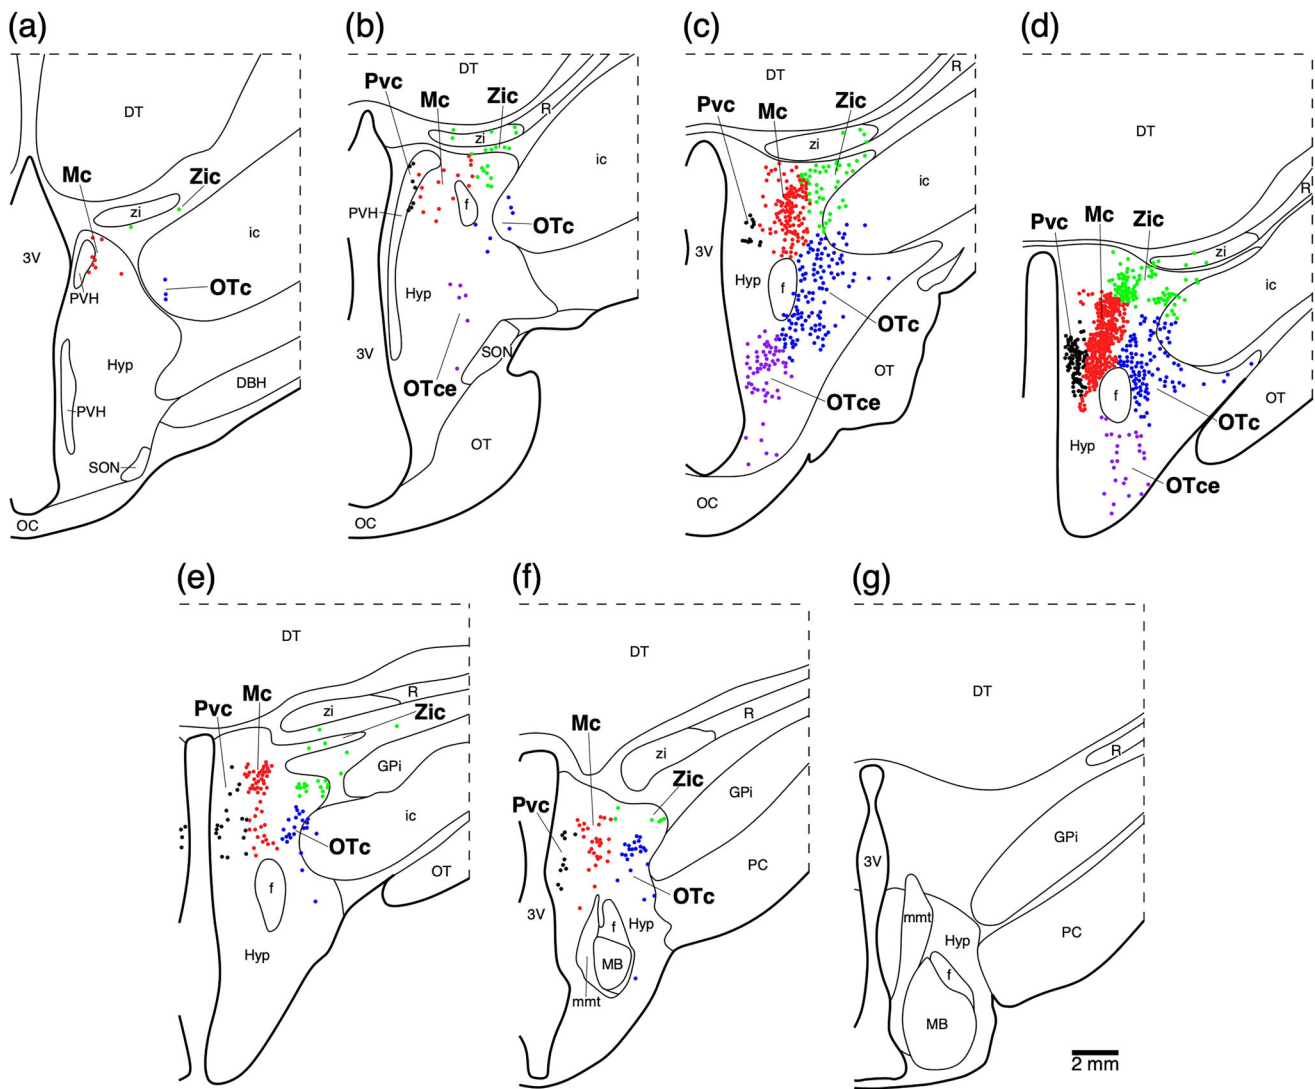 (a)
DT
Mc
Zic
zi
ic
3V
PVH
OTc
Hyp
DBH
PVH
SON
OC
(b)
DT
Pvc
Mc
Zic
R
zi
ic
f
PVH
OTc
Hyp
3V
SON
OTce
OT
OC
(c)
DT
R
Pvc
Mc
Zic
zi
ic
3V
Hyp
f
OTc
OT
OTce
OC
(d)
DT
R
Pvc
Mc
Zic
zi
ic
f
OT
OTc
Hyp
OTce
(e)
DT
Mc
R
Pvc
zi
Zic
GPi
ic
OTc
OT
f
Hyp
(f)
DT
R
Mc
zi
Zic
GPi
Pvc
PC
OTc
3V
f
Hyp
MB
mmt
(g)
DT
R
GPi
3V
mmt
Hyp
PC
f
MB
2 mm